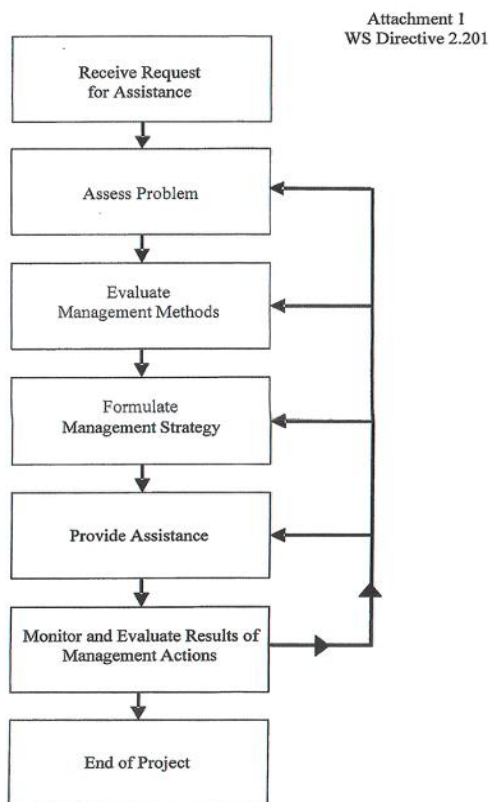 Attachment 1
WS Directive 2.201
Receive Request
for Assistance
Assess Problem
Evaluate
Management Methods
Formulate
Management Strategy
Provide Assistance
Monitor and Evaluate Results of
Management Actions
End of Project